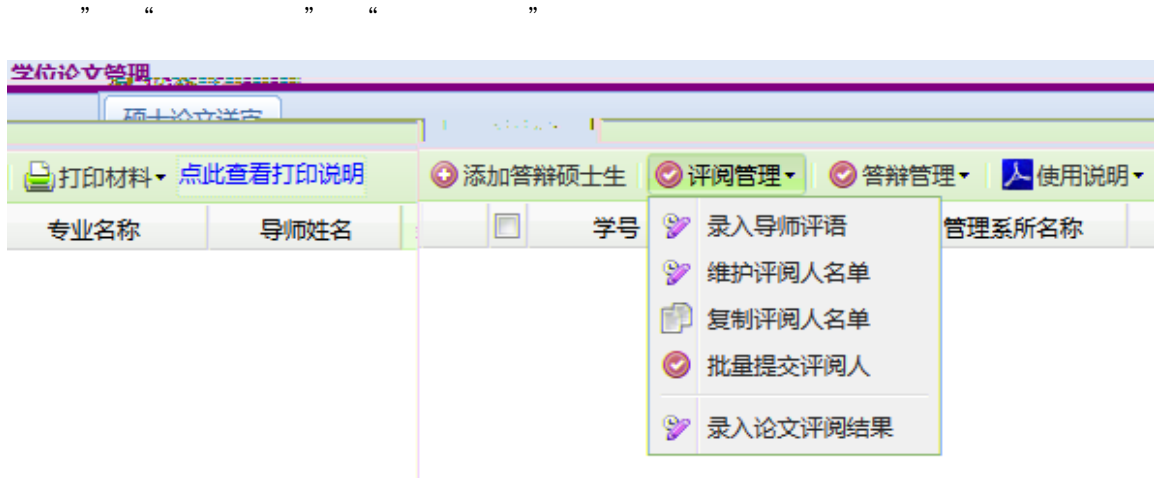 ” “ ” “ ”
学位论文管理
硕士论文送审
打印材料 点此查看打印说明 添加答辩硕士生 评阅管理 答辩管理 使用说明
专业名称 导师姓名 学号 管理系所名称
录入导师评语
维护评阅人名单
复制评阅人名单
批量提交评阅人
录入论文评阅结果